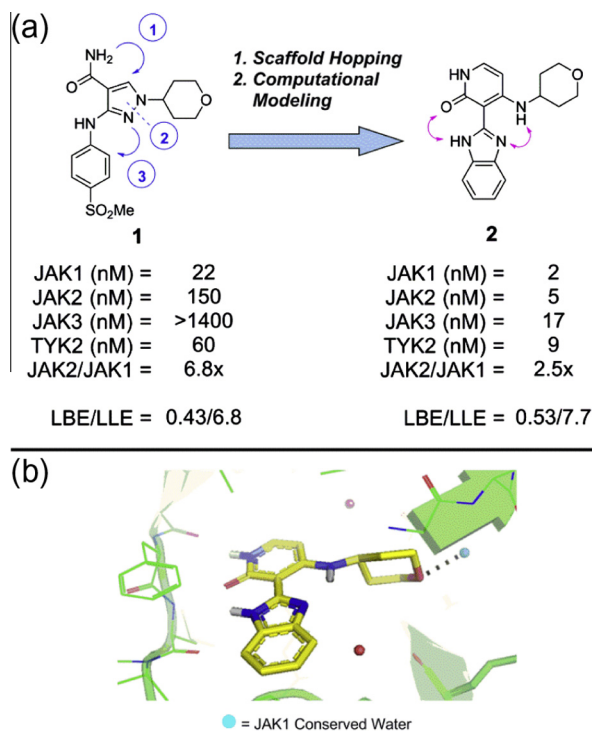 (a)
NH2
O
HN
N
N
O
SO2Me
1
2
3
1
1. Scaffold Hopping
2. Computational
Modeling
HN
O
N
H
O
HN
N
2
JAK1 (nM) = 22
JAK2 (nM) = 150
JAK3 (nM) = >1400
TYK2 (nM) = 60
JAK2/JAK1 = 6.8x
LBE/LLE = 0.43/6.8
JAK1 (nM) = 2
JAK2 (nM) = 5
JAK3 (nM) = 17
TYK2 (nM) = 9
JAK2/JAK1 = 2.5x
LBE/LLE = 0.53/7.7
(b)
= JAK1 Conserved Water